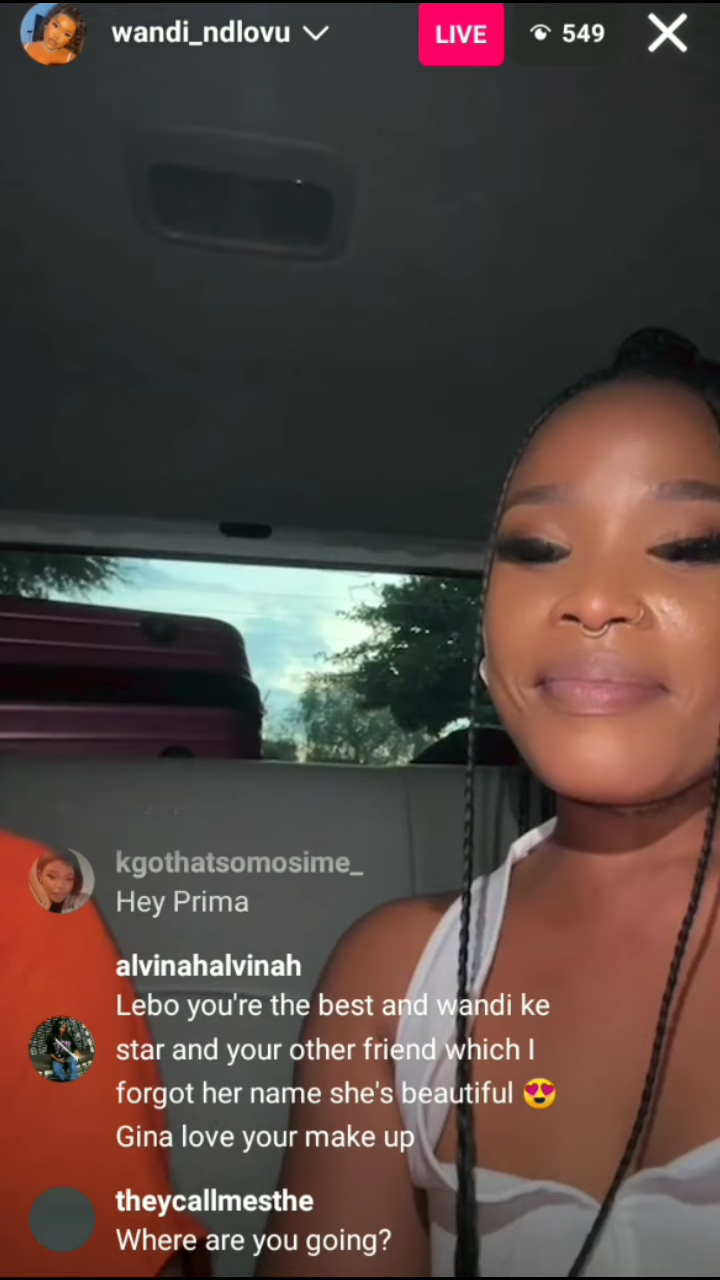 wandi_ndlovu
LIVE
549
kgothatsomosime_
Hey Prima
alvinahalvinah
Lebo you're the best and wandi ke
star and your other friend which I
forgot her name she's beautiful 😍
Gina love your make up
theycallmesthe
Where are you going?